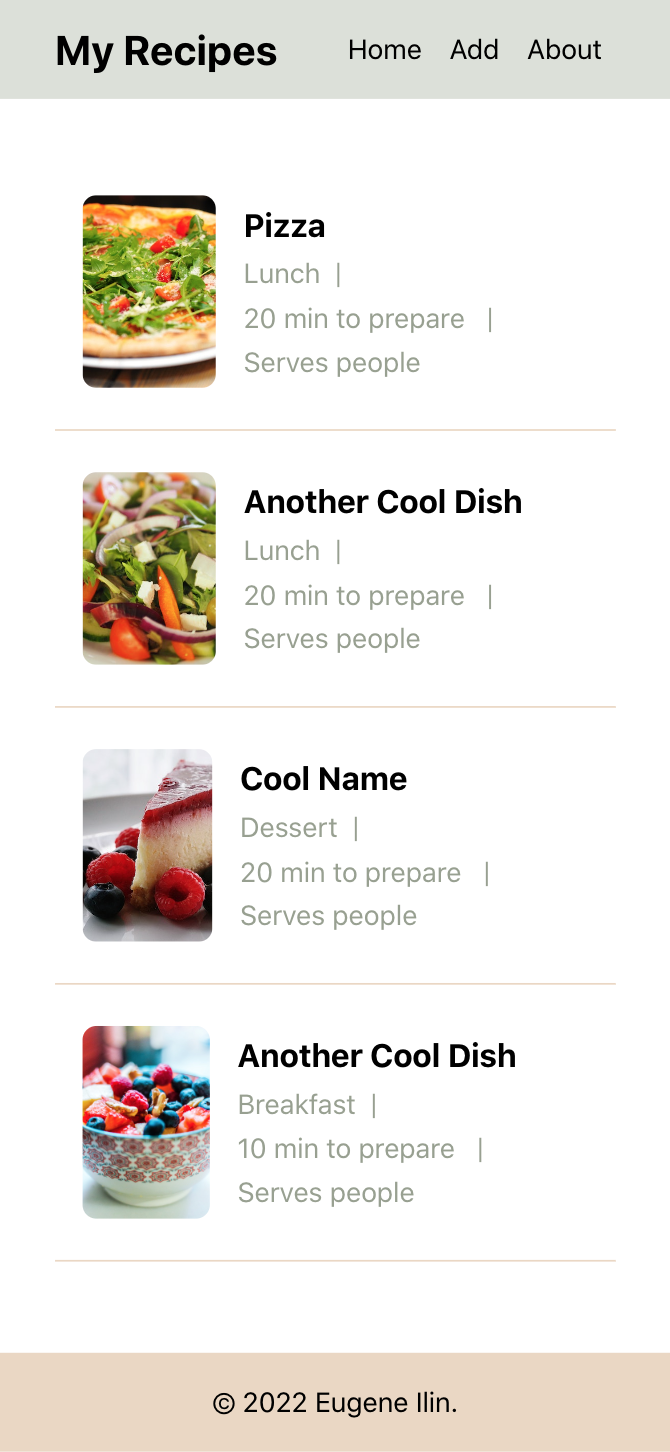 My Recipes Home Add About
Pizza
Lunch |
20 min to prepare |
Serves people
Another Cool Dish
Lunch |
20 min to prepare |
Serves people
Cool Name
Dessert |
20 min to prepare |
Serves people
Another Cool Dish
Breakfast |
10 min to prepare |
Serves people
© 2022 Eugene Ilin.